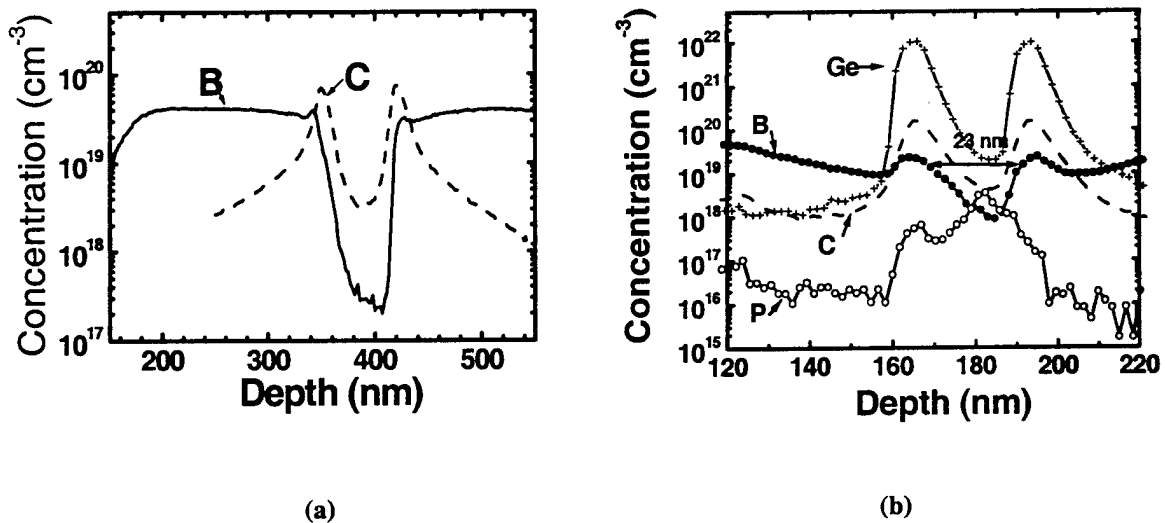 Concentration (cm⁻³)
10²⁰
10¹⁹
10¹⁸
10¹⁷
B
C
200
300
400
500
Depth (nm)
(a)
Concentration (cm⁻³)
10²²
10²¹
10²⁰
10¹⁹
10¹⁸
10¹⁷
10¹⁶
10¹⁵
Ge
B
23 nm
C
P
120
140
160
180
200
220
Depth (nm)
(b)